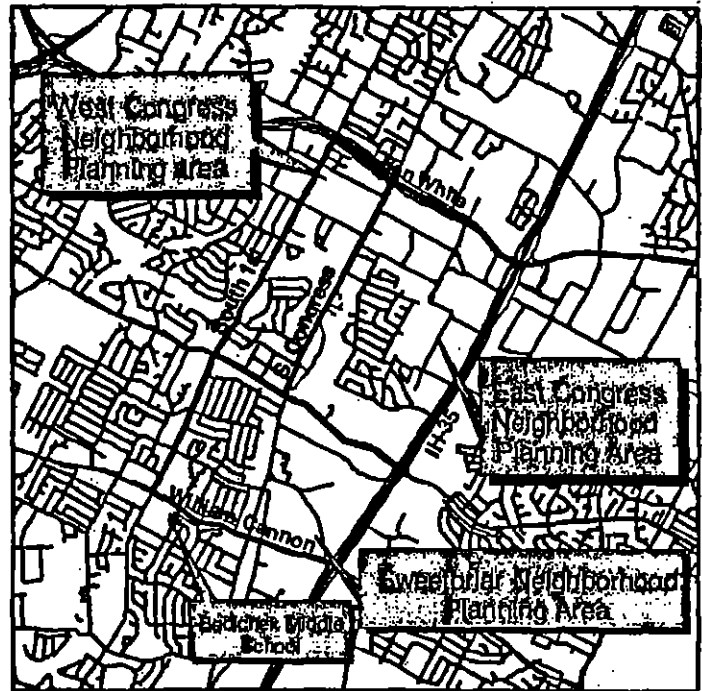 West Congress
Neighborhood
Planning area
Ben White
South 1st
S Congress
East Congress
Neighborhood
Planning Area
IH-35
William Cannon
Sweetbriar Neighborhood
Planning Area
Bedichek Middle
School